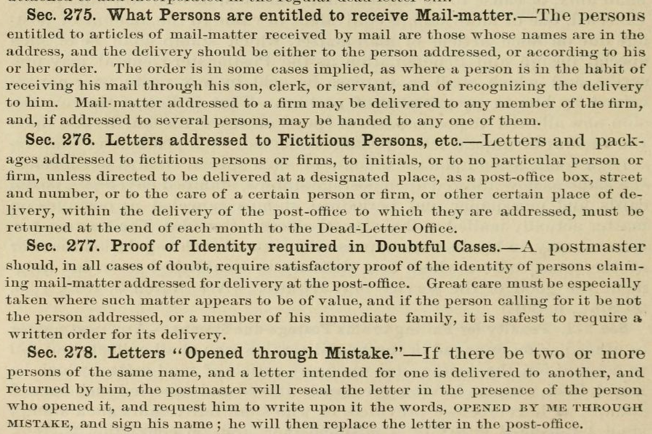 Sec. 275. What Persons are entitled to receive Mail-matter.—The persons
entitled to articles of mail-matter received by mail are those whose names are in the
address, and the delivery should be either to the person addressed, or according to his
or her order. The order is in some cases implied, as where a person is in the habit of
receiving his mail through his son, clerk, or servant, and of recognizing the delivery
to him. Mail-matter addressed to a firm may be delivered to any member of the firm,
and, if addressed to several persons, may be handed to any one of them.
Sec. 276. Letters addressed to Fictitious Persons, etc.—Letters and pack-
ages addressed to fictitious persons or firms, to initials, or to no particular person or
firm, unless directed to be delivered at a designated place, as a post-office box, street
and number, or to the care of a certain person or firm, or other certain place of de-
livery, within the delivery of the post-office to which they are addressed, must be
returned at the end of each month to the Dead-Letter Office.
Sec. 277. Proof of Identity required in Doubtful Cases.—A postmaster
should, in all cases of doubt, require satisfactory proof of the identity of persons claim-
ing mail-matter addressed for delivery at the post-office. Great care must be especially
taken where such matter appears to be of value, and if the person calling for it be not
the person addressed, or a member of his immediate family, it is safest to require a
written order for its delivery.
Sec. 278. Letters "Opened through Mistake."—If there be two or more
persons of the same name, and a letter intended for one is delivered to another, and
returned by him, the postmaster will reseal the letter in the presence of the person
who opened it, and request him to write upon it the words, OPENED BY ME THROUGH
MISTAKE, and sign his name; he will then replace the letter in the post-office.